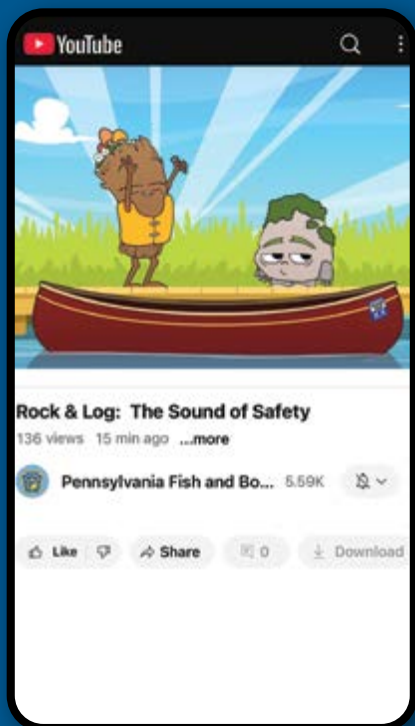 YouTube
Rock & Log: The Sound of Safety
136 views 15 min ago ...more
Pennsylvania Fish and Bo... 5.59K
Like Share 0 Download